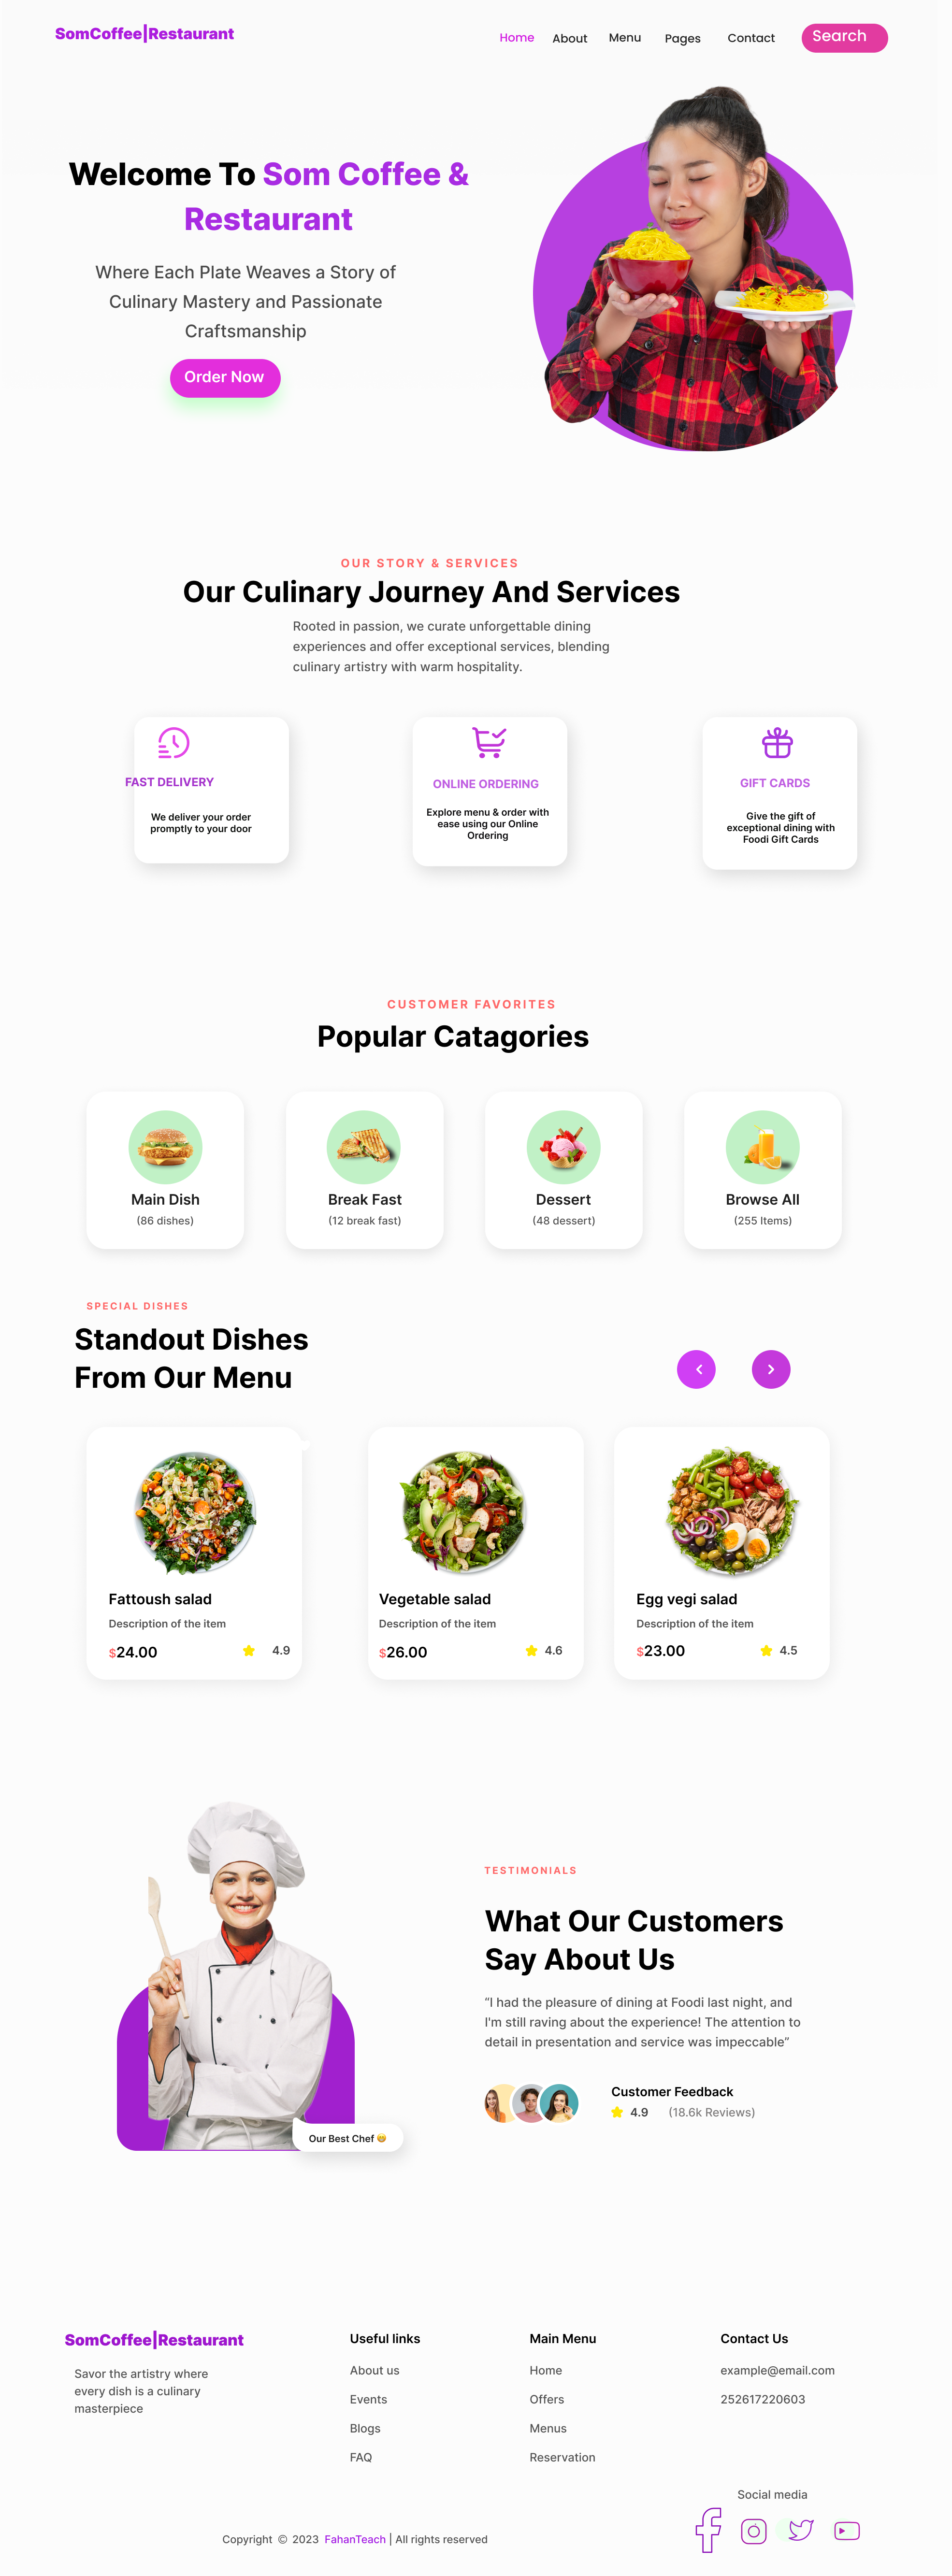 SomCoffee|Restaurant
Home About Menu Pages Contact Search
Welcome To Som Coffee &
Restaurant
Where Each Plate Weaves a Story of
Culinary Mastery and Passionate
Craftsmanship
Order Now
OUR STORY & SERVICES
Our Culinary Journey And Services
Rooted in passion, we curate unforgettable dining
experiences and offer exceptional services, blending
culinary artistry with warm hospitality.
FAST DELIVERY
We deliver your order
promptly to your door
ONLINE ORDERING
Explore menu & order with
ease using our Online
Ordering
GIFT CARDS
Give the gift of
exceptional dining with
Foodi Gift Cards
CUSTOMER FAVORITES
Popular Catagories
Main Dish
(86 dishes)
Break Fast
(12 break fast)
Dessert
(48 dessert)
Browse All
(255 Items)
SPECIAL DISHES
Standout Dishes
From Our Menu
Fattoush salad
Description of the item
$24.00 4.9
Vegetable salad
Description of the item
$26.00 4.6
Egg vegi salad
Description of the item
$23.00 4.5
Our Best Chef 😄
TESTIMONIALS
What Our Customers
Say About Us
“I had the pleasure of dining at Foodi last night, and
I'm still raving about the experience! The attention to
detail in presentation and service was impeccable”
Customer Feedback
4.9 (18.6k Reviews)
SomCoffee|Restaurant
Savor the artistry where
every dish is a culinary
masterpiece
Useful links
About us
Events
Blogs
FAQ
Main Menu
Home
Offers
Menus
Reservation
Contact Us
example@email.com
252617220603
Social media
Copyright © 2023 FahanTeach | All rights reserved